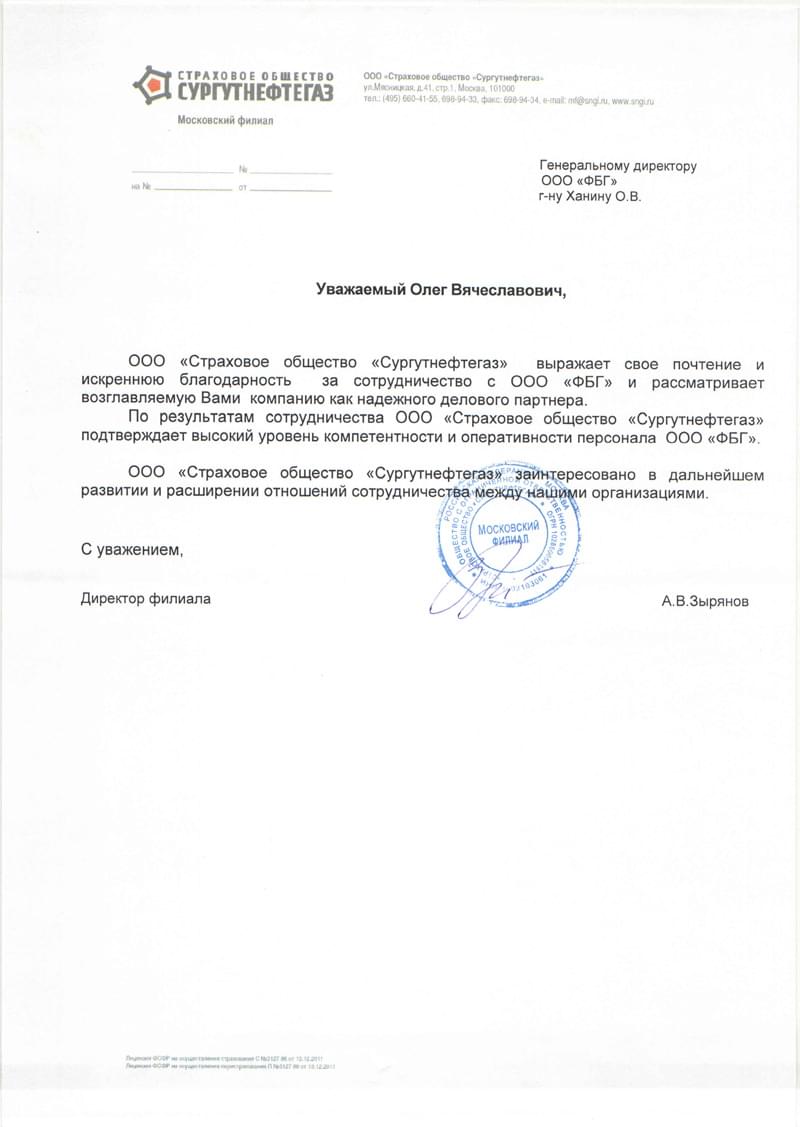 СТРАХОВОЕ ОБЩЕСТВО
СУРГУТНЕФТЕГАЗ
Московский филиал
ООО «Страховое общество «Сургутнефтегаз»
ул.Мясницкая, д.41, стр.1, Москва, 101000
тел.: (495) 660-41-55, 698-94-33, факс: 698-94-34, e-mail: mf@sngi.ru, www.sngi.ru
№
на № от
Генеральному директору
ООО «ФБГ»
г-ну Ханину О.В.
Уважаемый Олег Вячеславович,
ООО «Страховое общество «Сургутнефтегаз» выражает свое почтение и
искреннюю благодарность за сотрудничество с ООО «ФБГ» и рассматривает
возглавляемую Вами компанию как надежного делового партнера.
По результатам сотрудничества ООО «Страховое общество «Сургутнефтегаз»
подтверждает высокий уровень компетентности и оперативности персонала ООО «ФБГ».
ООО «Страховое общество «Сургутнефтегаз» заинтересовано в дальнейшем
развитии и расширении отношений сотрудничества между нашими организациями.
МОСКОВСКИЙ
ФИЛИАЛ
С уважением,
Директор филиала
А.В.Зырянов
Лицензия ФСФР на осуществление страхования С №3127 86 от 13.12.2011
Лицензия ФСФР на осуществление перестрахования П №3127 86 от 13.12.2011